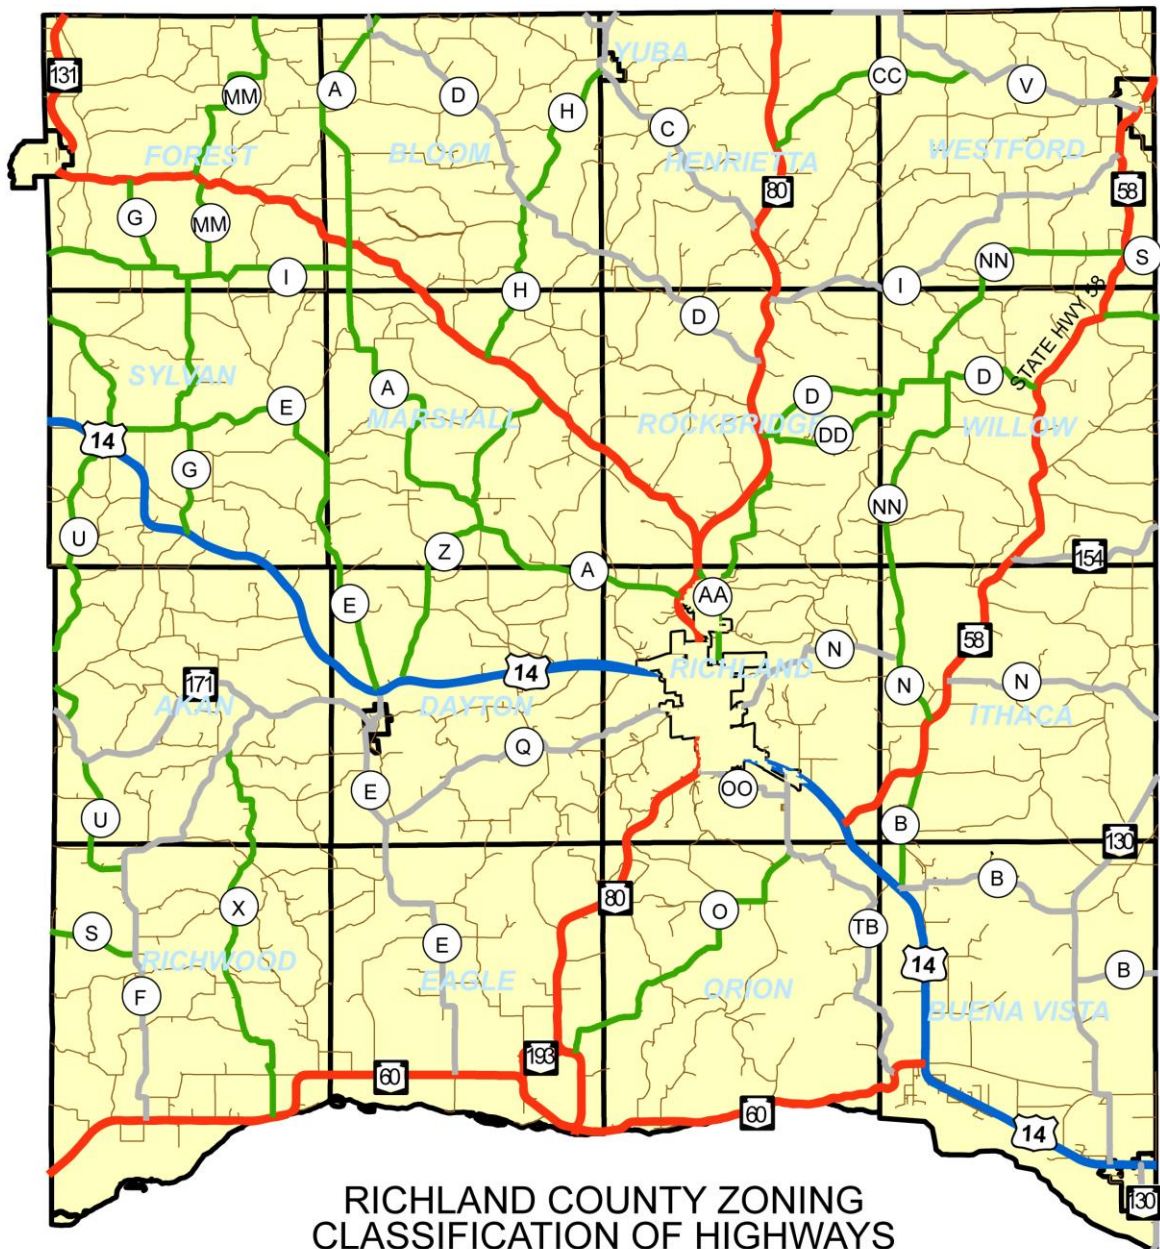 YUBA
131
MM
A
D
H
CC
V
C
FOREST
BLOOM
HENRIETTA
WESTFORD
80
58
G
MM
I
H
NN
S
I
D
STATE HWY 58
SYLVAN
E
A
MARSHALL
D
D
ROCKBRIDGE
DD
WILLOW
14
G
NN
U
Z
A
154
E
AA
58
N
RICHLAND
14
171
AKAN
DAYTON
N
N
ITHACA
Q
E
OO
U
B
130
X
80
O
B
S
TB
E
RICHWOOD
EAGLE
ORION
14
B
F
BUENA VISTA
193
60
60
14
130
RICHLAND COUNTY ZONING
CLASSIFICATION OF HIGHWAYS